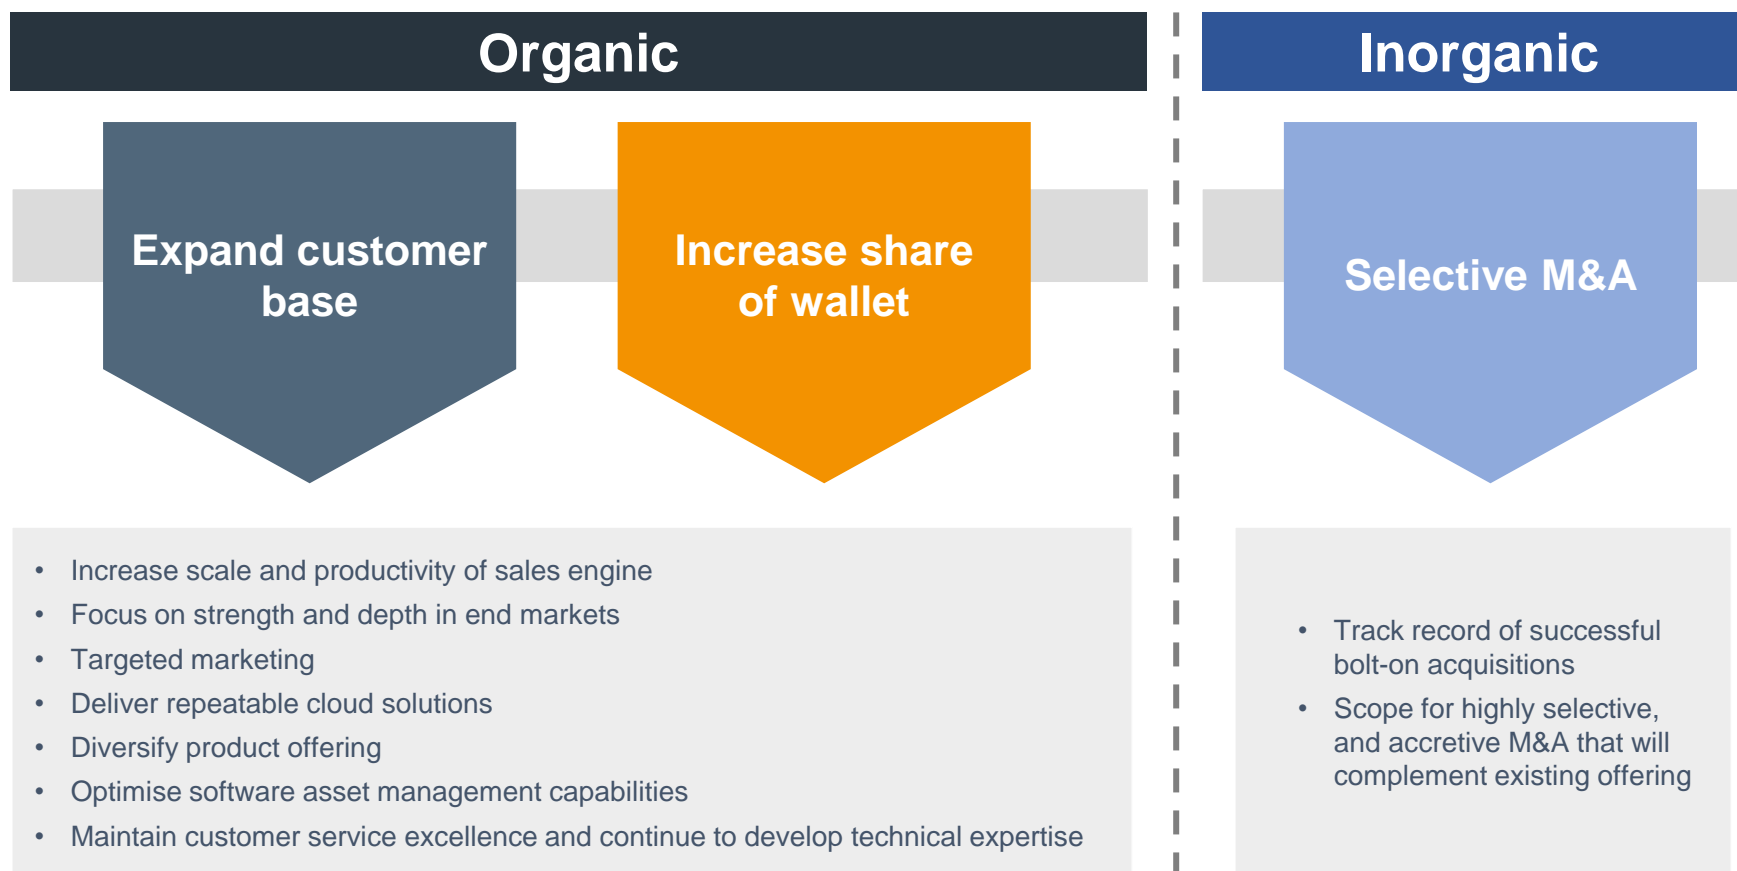 Organic
Expand customer
base
Increase share
of wallet
• Increase scale and productivity of sales engine
• Focus on strength and depth in end markets
• Targeted marketing
• Deliver repeatable cloud solutions
• Diversify product offering
• Optimise software asset management capabilities
• Maintain customer service excellence and continue to develop technical expertise
Inorganic
Selective M&A
• Track record of successful
bolt-on acquisitions
• Scope for highly selective,
and accretive M&A that will
complement existing offering